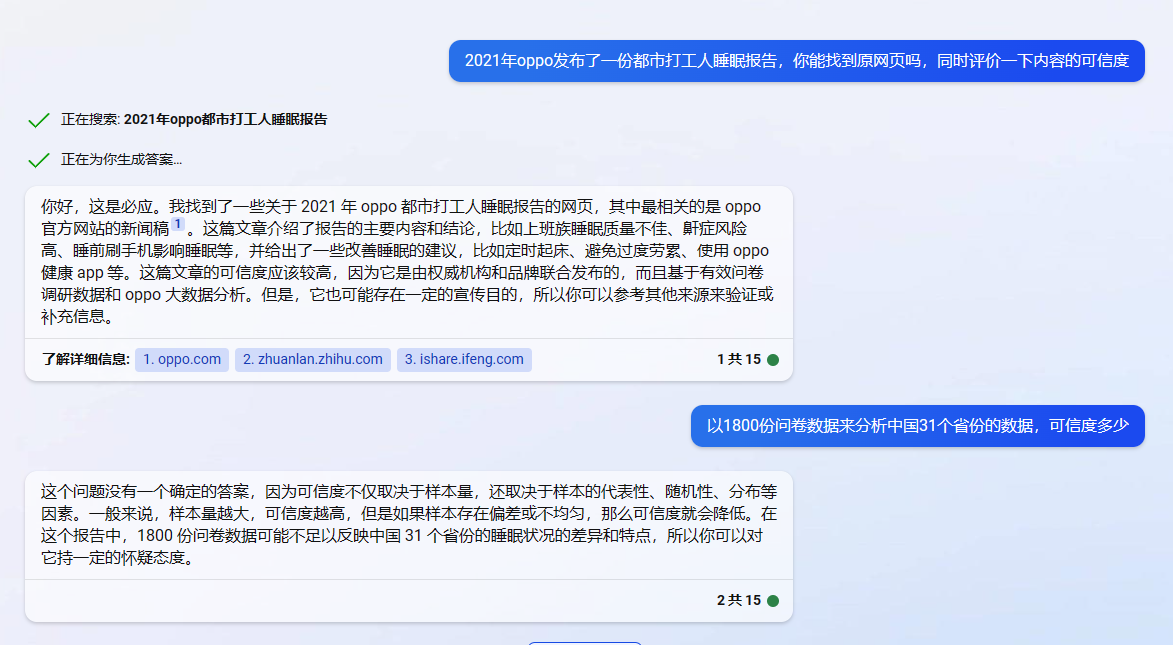 2021年oppo发布了一份都市打工人睡眠报告，你能找到原网页吗，同时评价一下内容的可信度
正在搜索: 2021年oppo都市打工人睡眠报告
正在为你生成答案...
你好，这是必应。我找到了一些关于 2021 年 oppo 都市打工人睡眠报告的网页，其中最相关的是 oppo
官方网站的新闻稿1 。这篇文章介绍了报告的主要内容和结论，比如上班族睡眠质量不佳、鼾症风险
高、睡前刷手机影响睡眠等，并给出了一些改善睡眠的建议，比如定时起床、避免过度劳累、使用 oppo
健康 app 等。这篇文章的可信度应该较高，因为它是由权威机构和品牌联合发布的，而且基于有效问卷
调研数据和 oppo 大数据分析。但是，它也可能存在一定的宣传目的，所以你可以参考其他来源来验证或
补充信息。
了解详细信息: 1. oppo.com 2. zhuanlan.zhihu.com 3. ishare.ifeng.com 1 共 15
以1800份问卷数据来分析中国31个省份的数据，可信度多少
这个问题没有一个确定的答案，因为可信度不仅取决于样本量，还取决于样本的代表性、随机性、分布等
因素。一般来说，样本量越大，可信度越高，但是如果样本存在偏差或不均匀，那么可信度就会降低。在
这个报告中，1800 份问卷数据可能不足以反映中国 31 个省份的睡眠状况的差异和特点，所以你可以对
它持一定的怀疑态度。
2 共 15